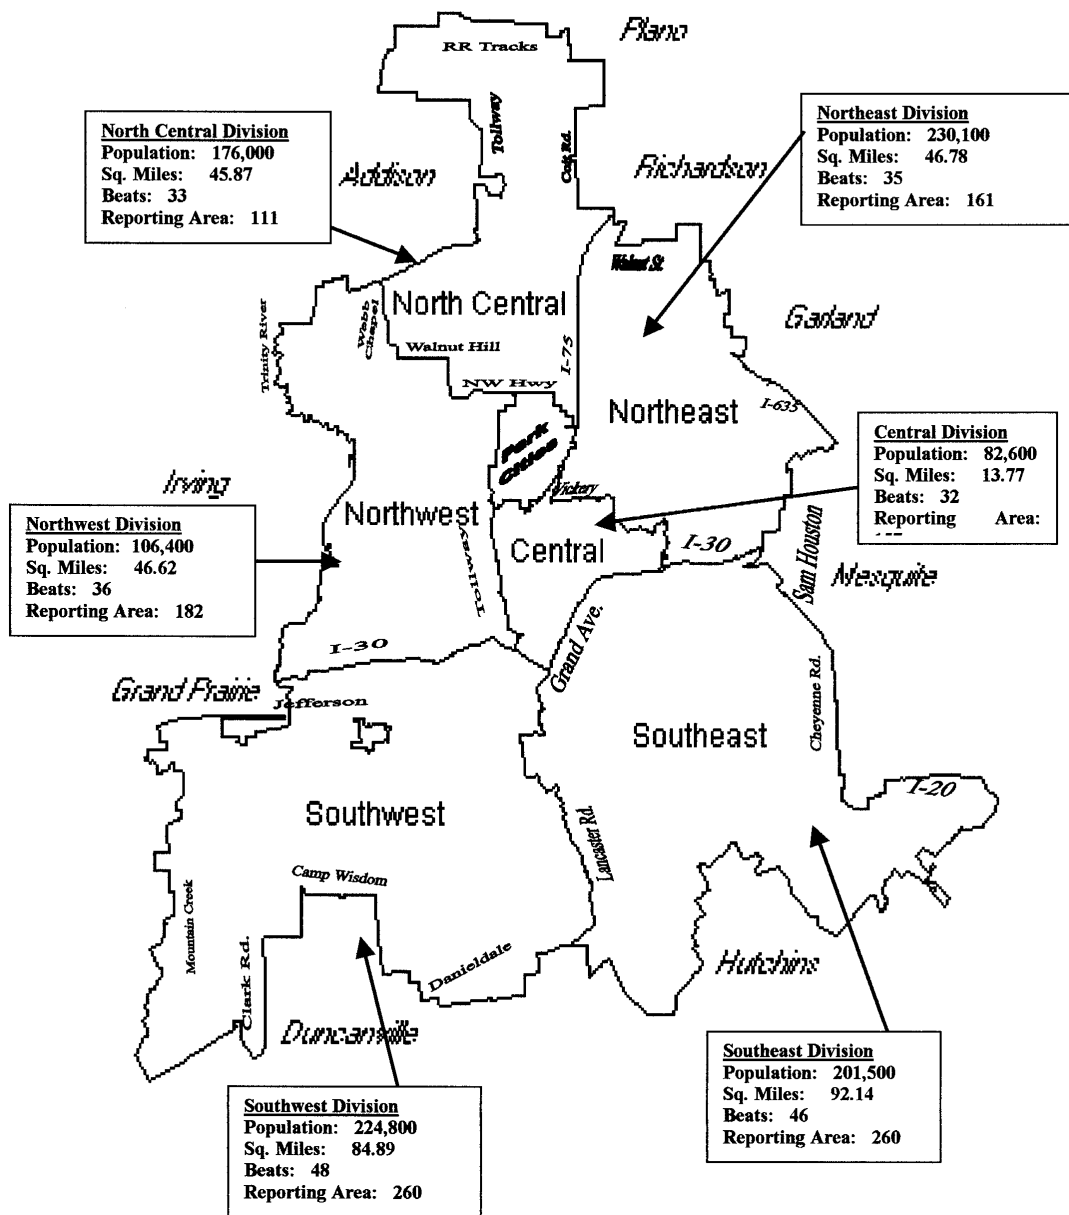 Plano
RR Tracks
Tollway
Coit Rd.
North Central Division
Population: 176,000
Sq. Miles: 45.87
Beats: 33
Reporting Area: 111
Addison
Richardson
Northeast Division
Population: 230,100
Sq. Miles: 46.78
Beats: 35
Reporting Area: 161
Walnut St.
Trinity River
Webb
Chapel
North Central
Walnut Hill
NW Hwy
I-75
Garland
Northeast
I-635
Park
Cities
Irving
Vickery
Central Division
Population: 82,600
Sq. Miles: 13.77
Beats: 32
Reporting Area:
Northwest Division
Population: 106,400
Sq. Miles: 46.62
Beats: 36
Reporting Area: 182
Northwest
Tollway
Central
I-30
Sam Houston
Mesquite
I-30
Grand Ave.
Grand Prairie
Jefferson
Cheyenne Rd.
Southeast
I-20
Southwest
Lancaster Rd.
Camp Wisdom
Mountain Creek
Clark Rd.
Danieldale
Hutchins
Duncanville
Southwest Division
Population: 224,800
Sq. Miles: 84.89
Beats: 48
Reporting Area: 260
Southeast Division
Population: 201,500
Sq. Miles: 92.14
Beats: 46
Reporting Area: 260